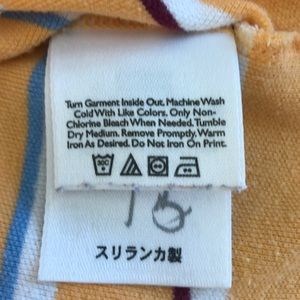 Turn Garment Inside Out. Machine Wash
Cold With Like Colors. Only Non-
Chlorine Bleach When Needed. Tumble
Dry Medium. Remove Promptly. Warm
Iron As Desired. Do Not Iron On Print.
30C
スリランカ製